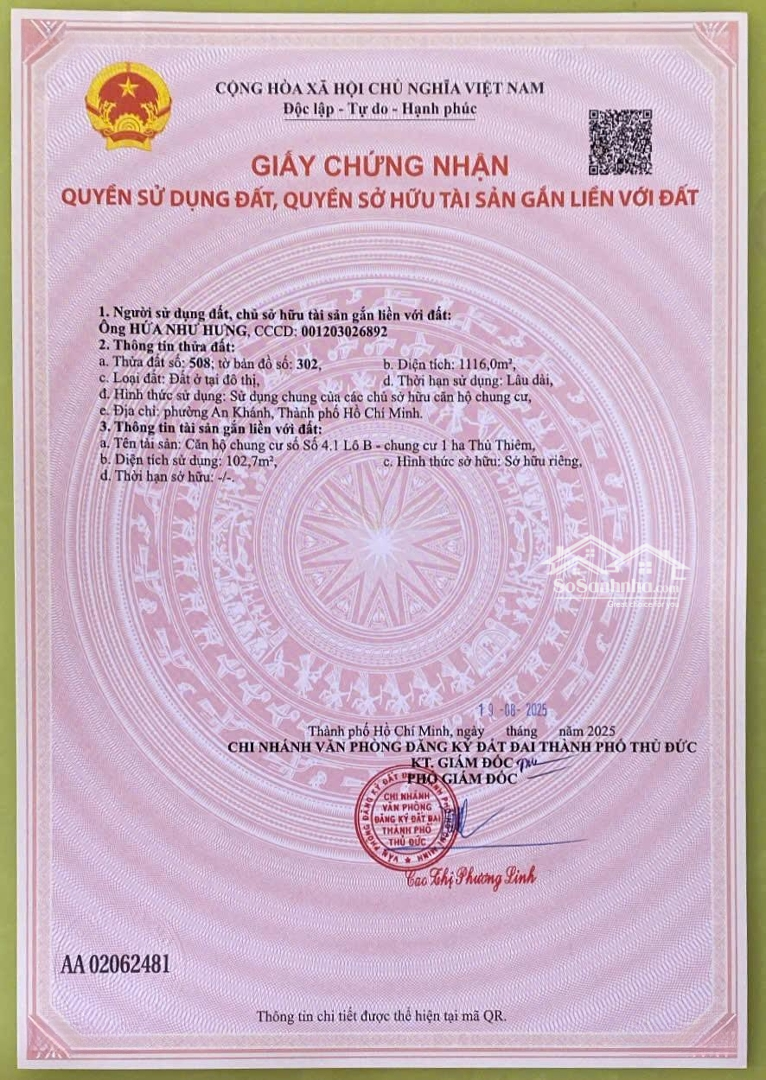 CỘNG HÒA XÃ HỘI CHỦ NGHĨA VIỆT NAM
Độc lập - Tự do - Hạnh phúc
GIẤY CHỨNG NHẬN
QUYỀN SỬ DỤNG ĐẤT, QUYỀN SỞ HỮU TÀI SẢN GẮN LIỀN VỚI ĐẤT
1. Người sử dụng đất, chủ sở hữu tài sản gắn liền với đất:
Ông HỨA NHƯ HƯNG, CCCD: 001203026892
2. Thông tin thửa đất:
a. Thửa đất số: 508; tờ bản đồ số: 302, b. Diện tích: 1116,0m²,
c. Loại đất: Đất ở tại đô thị, d. Thời hạn sử dụng: Lâu dài,
đ. Hình thức sử dụng: Sử dụng chung của các chủ sở hữu căn hộ chung cư,
e. Địa chỉ: phường An Khánh, Thành phố Hồ Chí Minh.
3. Thông tin tài sản gắn liền với đất:
a. Tên tài sản: Căn hộ chung cư số Số 4.1 Lô B - chung cư 1 ha Thủ Thiêm,
b. Diện tích sử dụng: 102,7m², c. Hình thức sở hữu: Sở hữu riêng,
d. Thời hạn sở hữu: -/-.
SoSanhnha.com
Great choice for you
19 -08- 2025
Thành phố Hồ Chí Minh, ngày tháng năm 2025
CHI NHÁNH VĂN PHÒNG ĐĂNG KÝ ĐẤT ĐAI THÀNH PHỐ THỦ ĐỨC
KT. GIÁM ĐỐC
PHÓ GIÁM ĐỐC
CHI NHÁNH
VĂN PHÒNG
ĐĂNG KÝ ĐẤT ĐAI
THÀNH PHỐ
THỦ ĐỨC
Cao Thị Phương Linh
AA 02062481
Thông tin chi tiết được thể hiện tại mã QR.